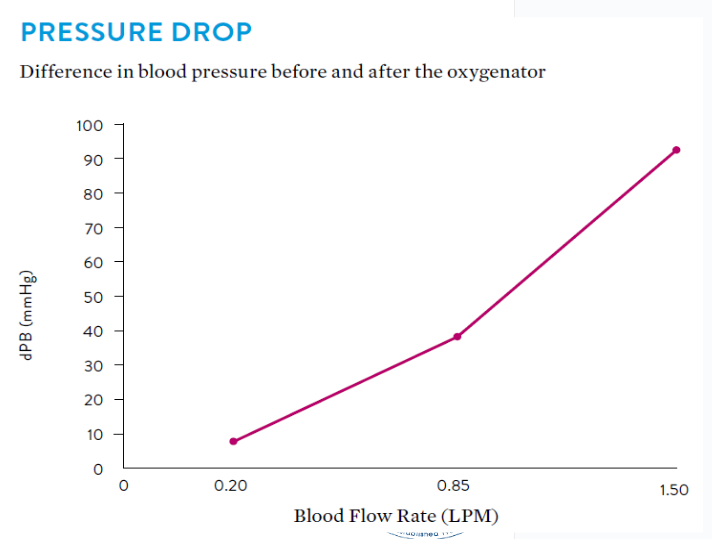 PRESSURE DROP
Difference in blood pressure before and after the oxygenator
100
90
80
70
60
50
40
30
20
10
0
dPB (mmHg)
0 0.20 0.85 1.50
Blood Flow Rate (LPM)